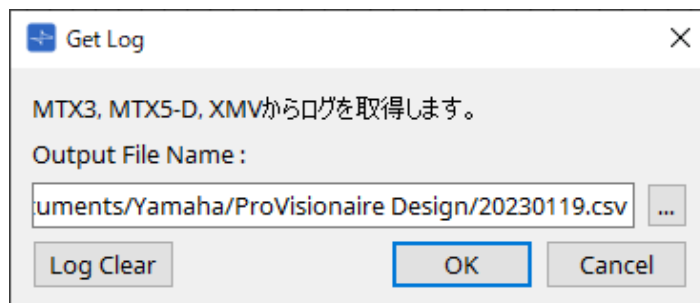 Get Log
MTX3, MTX5-D, XMVからログを取得します。
Output File Name :
uments/Yamaha/ProVisionaire Design/20230119.csv ...
Log Clear OK Cancel